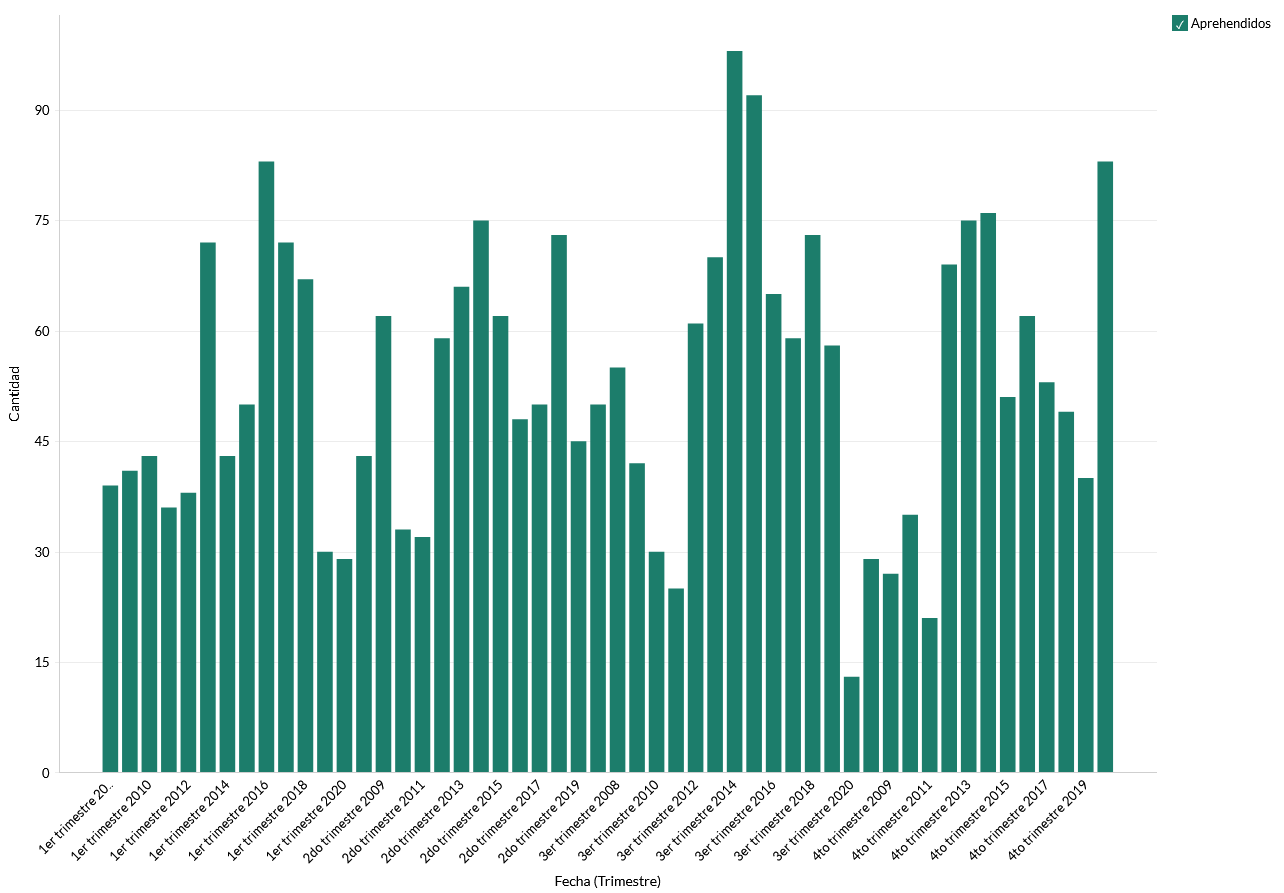 Aprehendidos
90
75
60
45
30
15
0
Cantidad
1er trimestre 20..
1er trimestre 2010
1er trimestre 2012
1er trimestre 2014
1er trimestre 2016
1er trimestre 2018
1er trimestre 2020
2do trimestre 2009
2do trimestre 2011
2do trimestre 2013
2do trimestre 2015
2do trimestre 2017
2do trimestre 2019
3er trimestre 2008
3er trimestre 2010
3er trimestre 2012
3er trimestre 2014
3er trimestre 2016
3er trimestre 2018
3er trimestre 2020
4to trimestre 2009
4to trimestre 2011
4to trimestre 2013
4to trimestre 2015
4to trimestre 2017
4to trimestre 2019
Fecha (Trimestre)